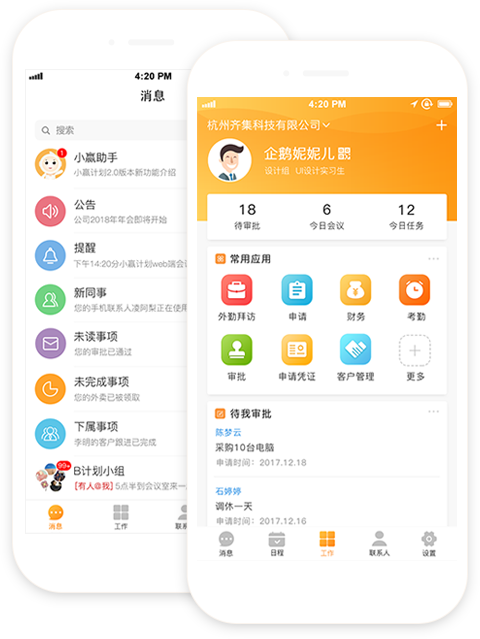 4:20 PM
消息
搜索
1
小赢助手
小赢计划2.0版本新功能介绍
公告
公司2018年年会即将开始
提醒
下午14:20分小赢计划web端会议
新同事
您的手机联系人凌阿梨正在使用
未读事项
您的审批已通过
未完成事项
您的外卖已被领取
下属事项
李明的客户跟进已完成
99+
B计划小组
[有人@我] 5点半到会议室来一
消息
工作
联系
4:20 PM
杭州齐集科技有限公司
企鹅妮妮儿
设计组 UI设计实习生
18
6
12
待审批
今日会议
今日任务
常用应用
外勤拜访
申请
财务
考勤
审批
申请凭证
客户管理
更多
待我审批
陈梦云
采购10台电脑
申请时间：2017.12.18
石婷婷
调休一天
申请时间：2017.12.16
消息
日程
工作
联系人
设置